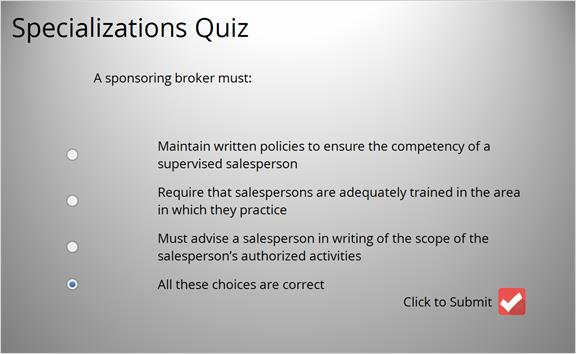 Specializations Quiz
A sponsoring broker must:
Maintain written policies to ensure the competency of a
supervised salesperson
Require that salespersons are adequately trained in the area
in which they practice
Must advise a salesperson in writing of the scope of the
salesperson’s authorized activities
All these choices are correct
Click to Submit